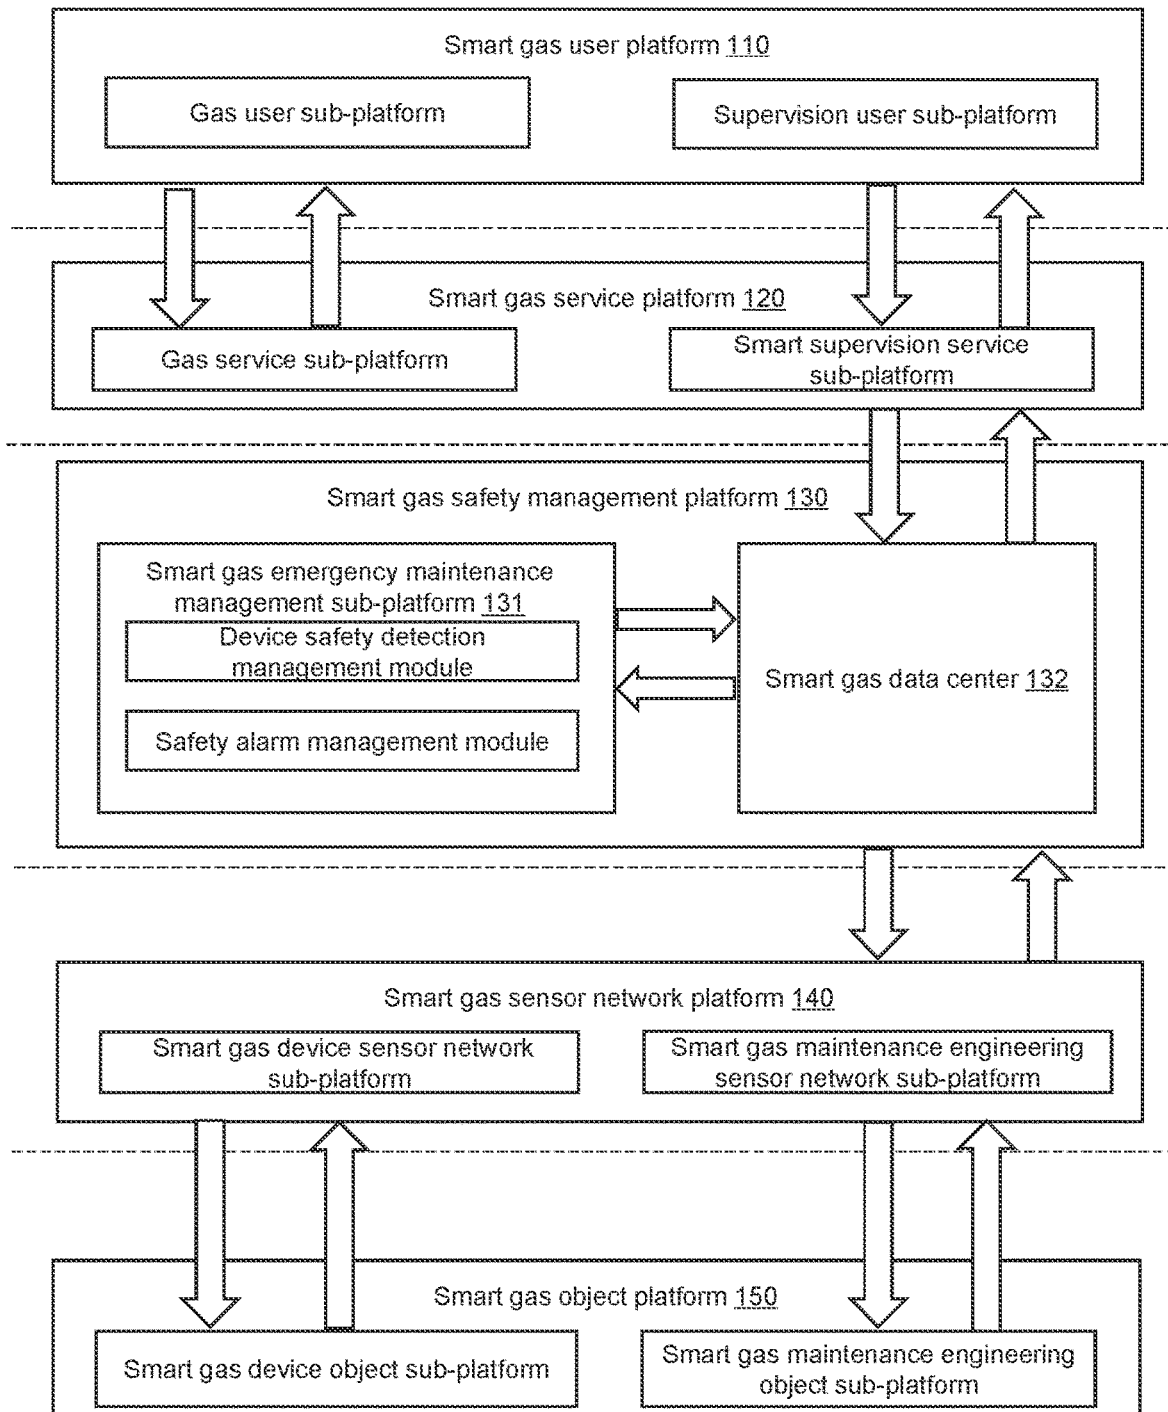 Smart gas user platform 110
Gas user sub-platform
Supervision user sub-platform
Smart gas service platform 120
Gas service sub-platform
Smart supervision service
sub-platform
Smart gas safety management platform 130
Smart gas emergency maintenance
management sub-platform 131
Device safety detection
management module
Safety alarm management module
Smart gas data center 132
Smart gas sensor network platform 140
Smart gas device sensor network
sub-platform
Smart gas maintenance engineering
sensor network sub-platform
Smart gas object platform 150
Smart gas device object sub-platform
Smart gas maintenance engineering
object sub-platform